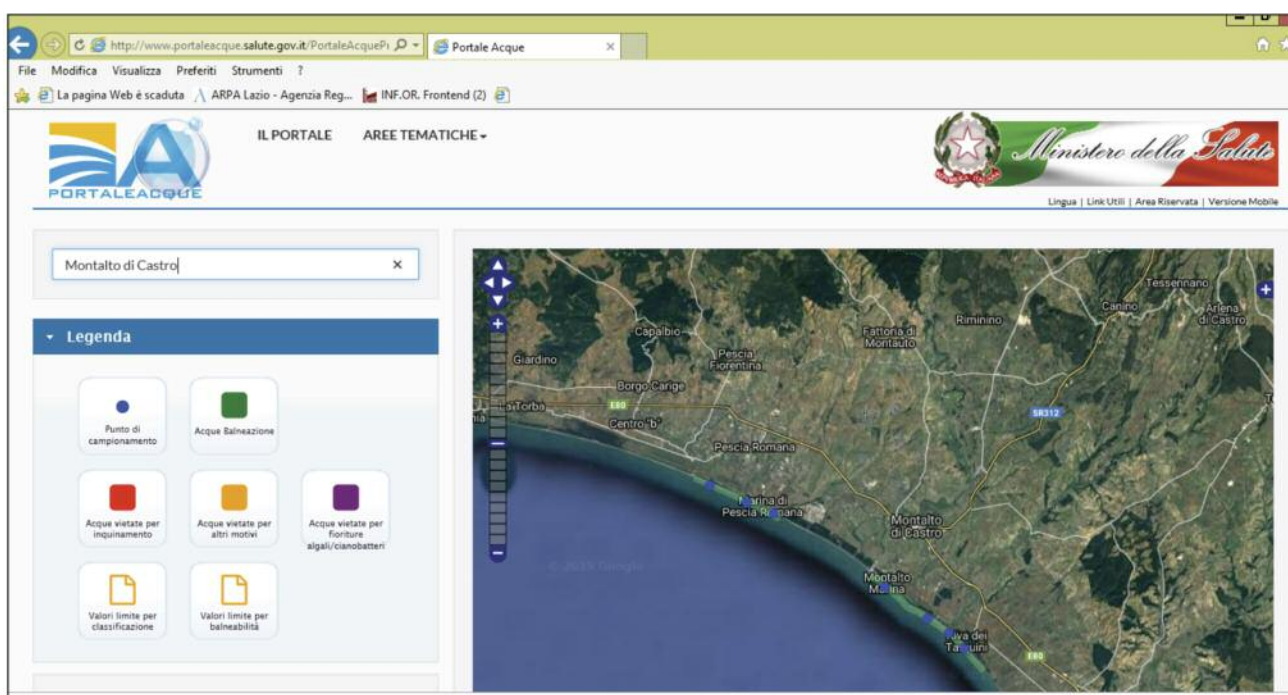 http://www.portaleacque.salute.gov.it/PortaleAcquePi
Portale Acque
File Modifica Visualizza Preferiti Strumenti ?
La pagina Web è scaduta ARPA Lazio - Agenzia Reg... INF.OR. Frontend (2)
PORTALEACQUE
IL PORTALE AREE TEMATICHE
Ministero della Salute
REPUBBLICA ITALIANA
Lingua | Link Utili | Area Riservata | Versione Mobile
Montalto di Castro
Legenda
Punto di
campionamento
Acque Balneazione
Acque vietate per
inquinamento
Acque vietate per
altri motivi
Acque vietate per
fioriture
algali/cianobatteri
Valori limite per
classificazione
Valori limite per
balneabilità
Tessennano
Canino
Arlena
di Castro
Riminino
Fattoria di
Montauto
Capalbio
Pescia
Fiorentina
Giardino
Borgo Carige
La Torba
E80
Centro "b"
SR312
Pescia Romana
Marina di
Pescia Romana
Montalto
di Castro
© 2019 Google
Montalto
Marina
Riva dei
Tarquini
E80